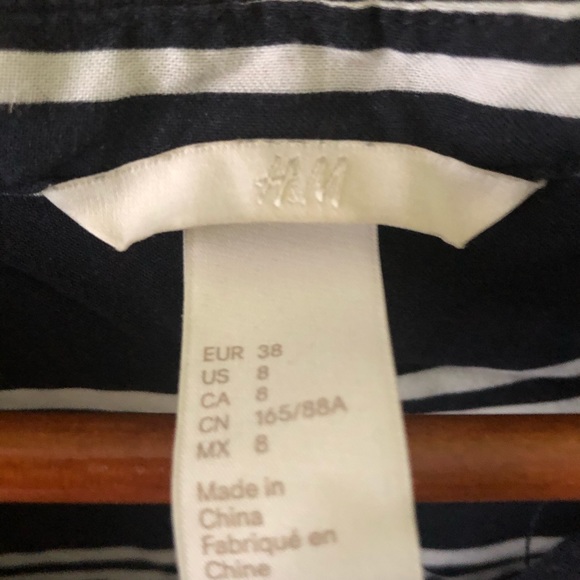 H&M
EUR 38
US 8
CA 8
CN 165/88A
MX 8
Made in
China
Fabriqué en
Chine